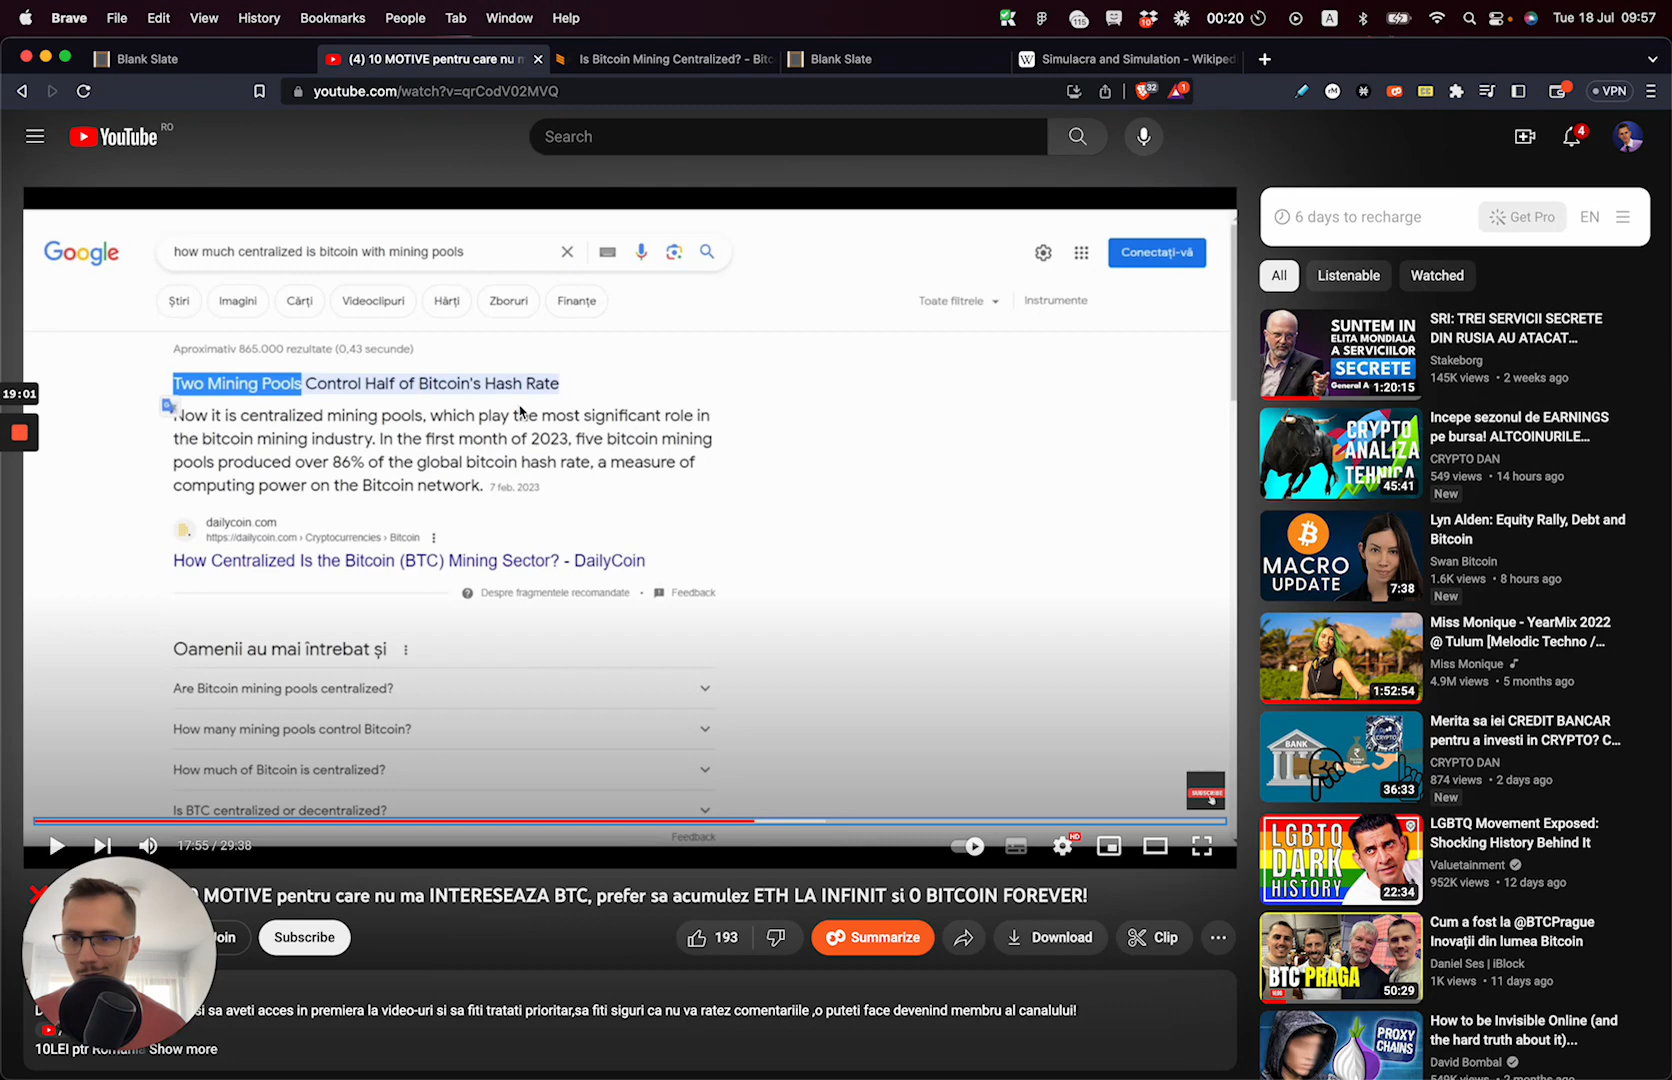 Brave File Edit View History Bookmarks People Tab Window Help
115
10
00:20
A
Tue 18 Jul 09:57
Blank Slate
(4) 10 MOTIVE pentru care nu m
Is Bitcoin Mining Centralized? - Bitc
Blank Slate
W Simulacra and Simulation - Wikiped
youtube.com/watch?v=qrCodV02MVQ
32
1
VPN
YouTube RO
Search
4
Google
how much centralized is bitcoin with mining pools
Conectați-vă
Știri Imagini Cărți Videoclipuri Hărți Zboruri Finanțe
Toate filtrele Instrumente
Aproximativ 865.000 rezultate (0,43 secunde)
Two Mining Pools Control Half of Bitcoin's Hash Rate
Now it is centralized mining pools, which play the most significant role in
the bitcoin mining industry. In the first month of 2023, five bitcoin mining
pools produced over 86% of the global bitcoin hash rate, a measure of
computing power on the Bitcoin network. 7 feb. 2023
dailycoin.com
https://dailycoin.com › Cryptocurrencies › Bitcoin
How Centralized Is the Bitcoin (BTC) Mining Sector? - DailyCoin
Despre fragmentele recomandate • Feedback
Oamenii au mai întrebat și
Are Bitcoin mining pools centralized?
How many mining pools control Bitcoin?
How much of Bitcoin is centralized?
Is BTC centralized or decentralized?
Feedback
SUBSCRIBE
19:01
17:55 / 29:38
HD
0 MOTIVE pentru care nu ma INTERESEAZA BTC, prefer sa acumulez ETH LA INFINIT si 0 BITCOIN FOREVER!
oin
Subscribe
193
Summarize
Download
Clip
si sa aveti acces in premiera la video-uri si sa fiti tratati prioritar,sa fiti siguri ca nu va ratez comentariile ,o puteti face devenind membru al canalului!
10LEI ptr Romania Show more
6 days to recharge
Get Pro
EN
All Listenable Watched
SUNTEM IN
ELITA MONDIALA
A SERVICIILOR
SECRETE
General A
1:20:15
SRI: TREI SERVICII SECRETE
DIN RUSIA AU ATACAT...
Stakeborg
145K views • 2 weeks ago
CRYPTO
ANALIZA
TEHNICA
45:41
Incepe sezonul de EARNINGS
pe bursa! ALTCOINURILE...
CRYPTO DAN
549 views • 14 hours ago
New
MACRO
UPDATE
7:38
Lyn Alden: Equity Rally, Debt and
Bitcoin
Swan Bitcoin
1.6K views • 8 hours ago
New
1:52:54
Miss Monique - YearMix 2022
@ Tulum [Melodic Techno /...
Miss Monique
4.9M views • 5 months ago
BANK
CRYPTO
36:33
Merita sa iei CREDIT BANCAR
pentru a investi in CRYPTO? C...
CRYPTO DAN
874 views • 2 days ago
New
LGBTQ
DARK
HISTORY
22:34
LGBTQ Movement Exposed:
Shocking History Behind It
Valuetainment
952K views • 12 days ago
BTC PRAGA
50:29
Cum a fost la @BTCPrague
Inovații din lumea Bitcoin
Daniel Ses | iBlock
1K views • 11 days ago
PROXY
CHAINS
How to be Invisible Online (and
the hard truth about it)...
David Bombal
549K views • 2 months ago